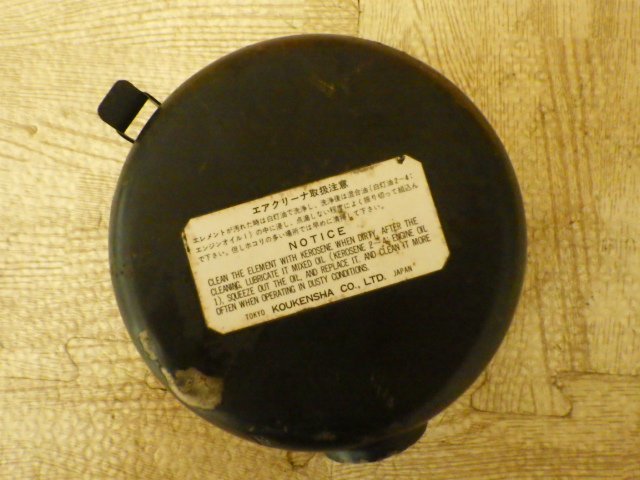 エアクリーナ取扱注意
エレメントが汚れた時は白灯油で洗浄し、洗浄後は混合油(白灯油2〜4:
エンジンオイル1)の中に浸し、点滴しない程度によく振り切って組込ん
で下さい。但しホコリの多い場所では早めに清掃して下さい。
NOTICE
CLEAN THE ELEMENT WITH KEROSENE WHEN DIRTY, AFTER THE
CLEANING, LUBRICATE IT MIXED OIL (KEROSENE 2-4, ENGINE OIL
1), SQUEEZE OUT THE OIL, AND REPLACE IT. AND CLEAN IT MORE
OFTEN WHEN OPERATING IN DUSTY CONDITIONS.
TOKYO KOUKENSHA CO., LTD. JAPAN